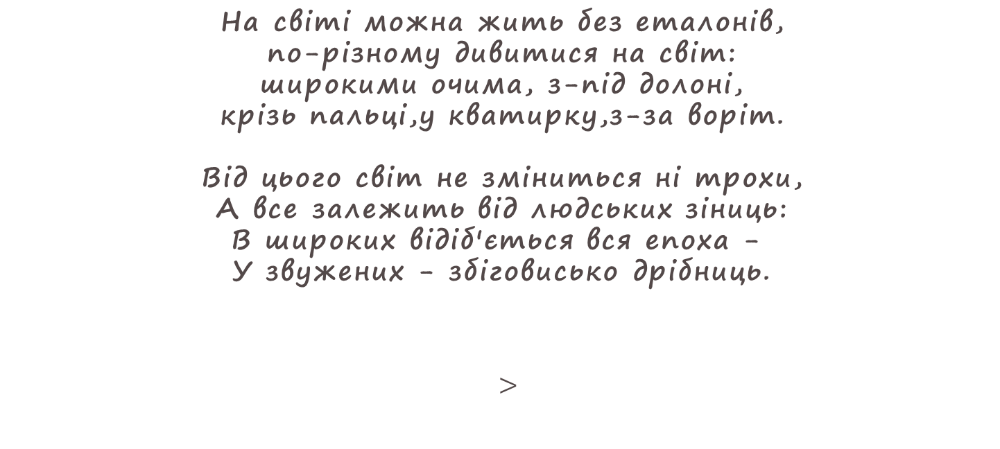 На світі можна жить без еталонів,
по-різному дивитися на світ:
широкими очима, з-під долоні,
крізь пальці,у кватирку,з-за воріт.
Від цього світ не зміниться ні трохи,
А все залежить від людських зіниць:
В широких відіб'ється вся епоха -
У звужених - збіговисько дрібниць.
>